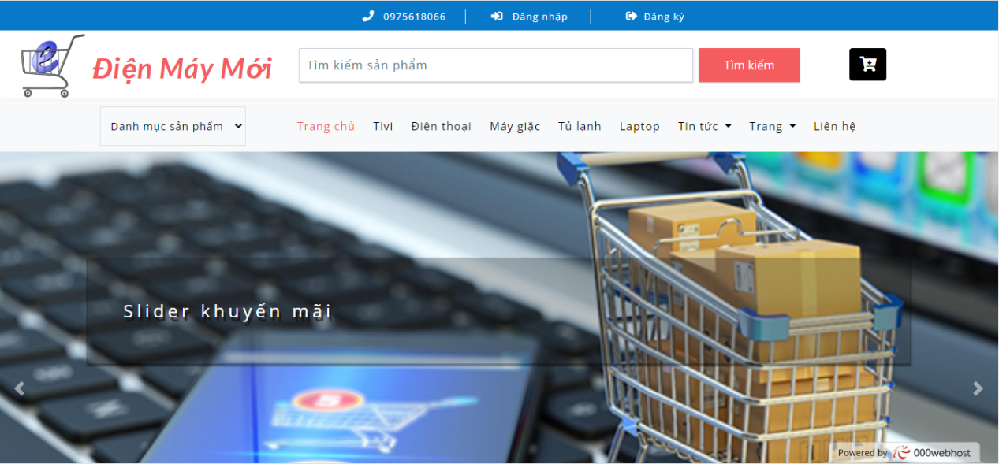 0975618066 Đăng nhập Đăng ký
e Điện Máy Mới Tìm kiếm sản phẩm Tìm kiếm
Danh mục sản phẩm Trang chủ Tivi Điện thoại Máy giặc Tủ lạnh Laptop Tin tức Trang Liên hệ
Slider khuyến mãi
5
Powered by 000webhost